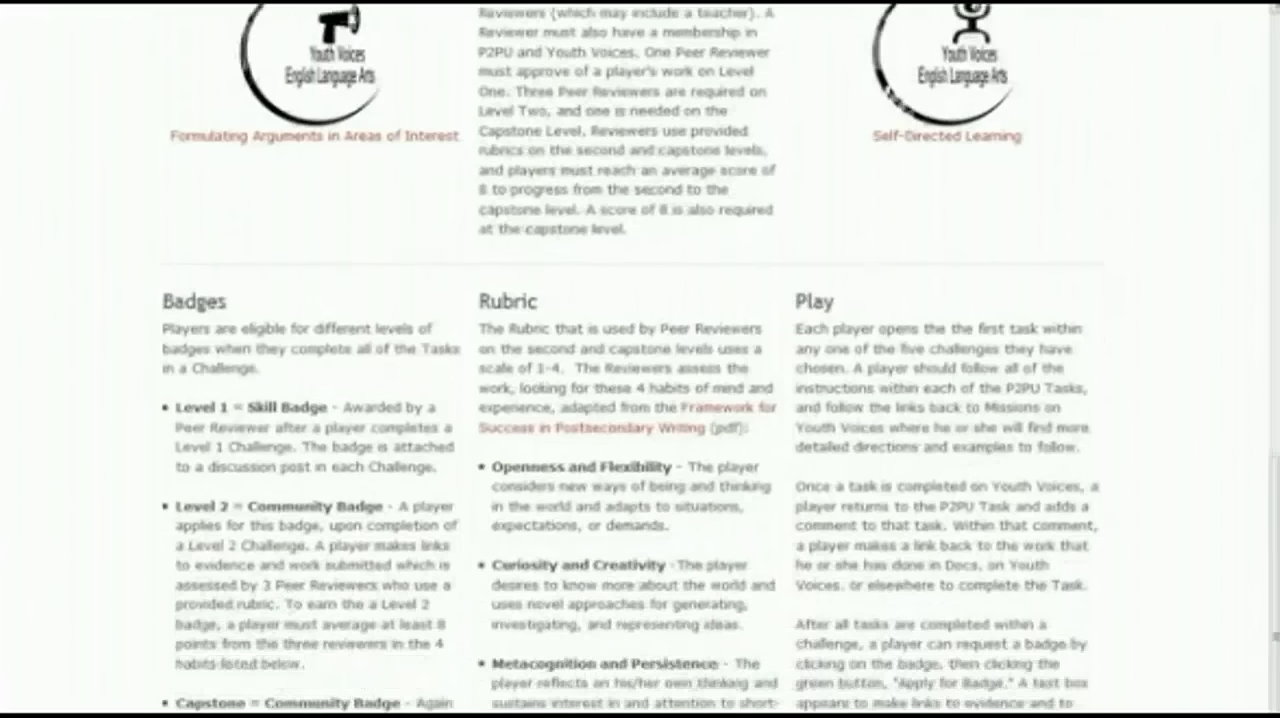 Youth Voices
English Language Arts
Formulating Arguments in Areas of Interest
Reviewers (which may include a teacher). A
Reviewer must also have a membership in
P2PU and Youth Voices. One Peer Reviewer
must approve of a player's work on Level
One. Three Peer Reviewers are required on
Level Two, and one is needed on the
Capstone Level. Reviewers use provided
rubrics on the second and capstone levels,
and players must reach an average score of
8 to progress from the second to the
capstone level. A score of 8 is also required
at the capstone level.
Youth Voices
English Language Arts
Self-Directed Learning
Badges
Players are eligible for different levels of
badges when they complete all of the Tasks
in a Challenge.
• Level 1 = Skill Badge - Awarded by a
Peer Reviewer after a player completes a
Level 1 Challenge. The badge is attached
to a discussion post in each Challenge.
• Level 2 = Community Badge - A player
applies for this badge, upon completion of
a Level 2 Challenge. A player makes links
to evidence and work submitted which is
assessed by 3 Peer Reviewers who use a
provided rubric. To earn the a Level 2
badge, a player must average at least 8
points from the three reviewers in the 4
habits listed below.
• Capstone = Community Badge - Again
Rubric
The Rubric that is used by Peer Reviewers
on the second and capstone levels uses a
scale of 1-4. The Reviewers assess the
work, looking for these 4 habits of mind and
experience, adapted from the Framework for
Success in Postsecondary Writing (pdf):
• Openness and Flexibility - The player
considers new ways of being and thinking
in the world and adapts to situations,
expectations, or demands.
• Curiosity and Creativity -The player
desires to know more about the world and
uses novel approaches for generating,
investigating, and representing ideas.
• Metacognition and Persistence - The
player reflects on his/her own thinking and
sustains interest in and attention to short-
Play
Each player opens the the first task within
any one of the five challenges they have
chosen. A player should follow all of the
instructions within each of the P2PU Tasks,
and follow the links back to Missions on
Youth Voices where he or she will find more
detailed directions and examples to follow.
Once a task is completed on Youth Voices, a
player returns to the P2PU Task and adds a
comment to that task. Within that comment,
a player makes a link back to the work that
he or she has done in Docs, on Youth
Voices, or elsewhere to complete the Task.
After all tasks are completed within a
challenge, a player can request a badge by
clicking on the badge, then clicking the
green button, "Apply for Badge." A text box
appears to make links to evidence and to